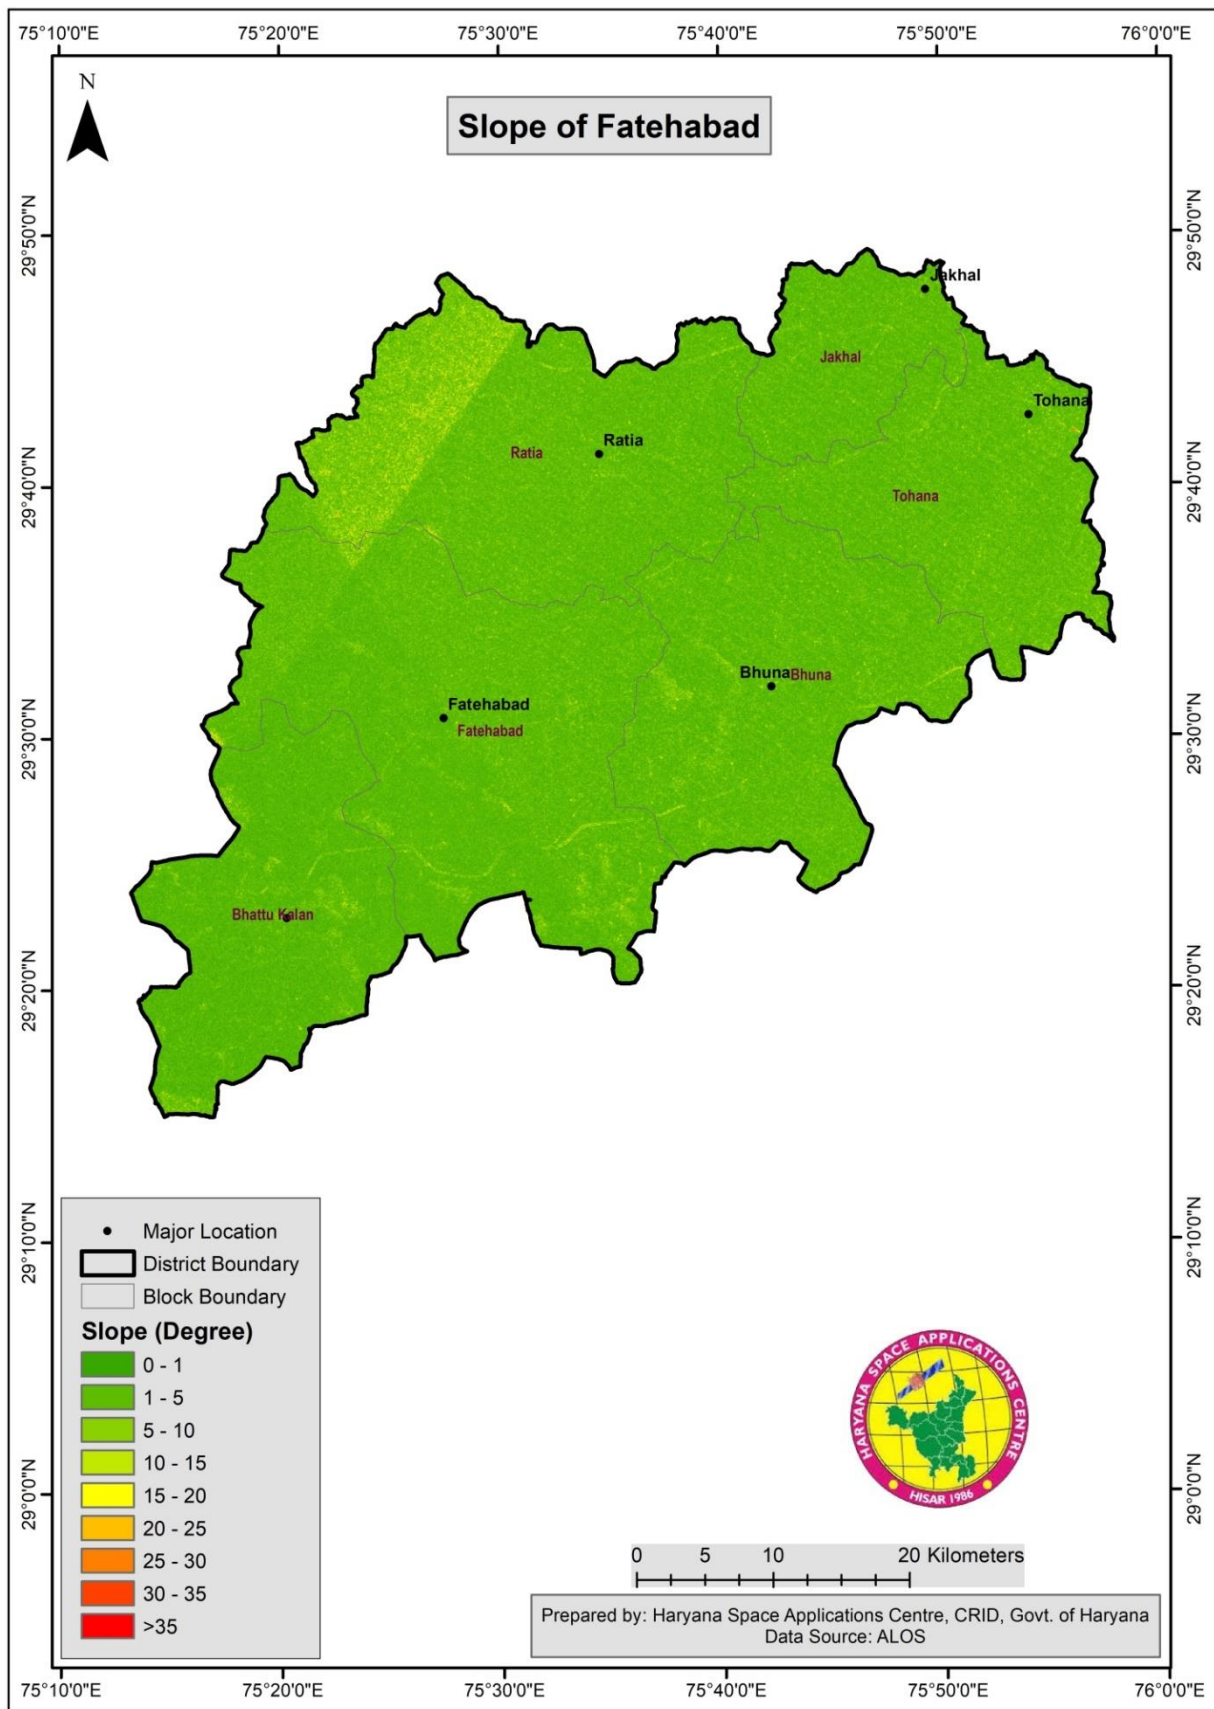 75°10'0"E 75°20'0"E 75°30'0"E 75°40'0"E 75°50'0"E 76°0'0"E
N
Slope of Fatehabad
29°50'0"N
29°50'0"N
Jakhal
Jakhal
Tohana
Ratia
Ratia
29°40'0"N
29°40'0"N
Tohana
Bhuna
Bhuna
Fatehabad
Fatehabad
29°30'0"N
29°30'0"N
Bhattu Kalan
29°20'0"N
29°20'0"N
29°10'0"N
29°10'0"N
29°0'0"N
29°0'0"N
Major Location
District Boundary
Block Boundary
Slope (Degree)
0 - 1
1 - 5
5 - 10
10 - 15
15 - 20
20 - 25
25 - 30
30 - 35
>35
HARYANA SPACE APPLICATIONS CENTRE
HISAR 1986
0 5 10 20 Kilometers
Prepared by: Haryana Space Applications Centre, CRID, Govt. of Haryana
Data Source: ALOS
75°10'0"E 75°20'0"E 75°30'0"E 75°40'0"E 75°50'0"E 76°0'0"E